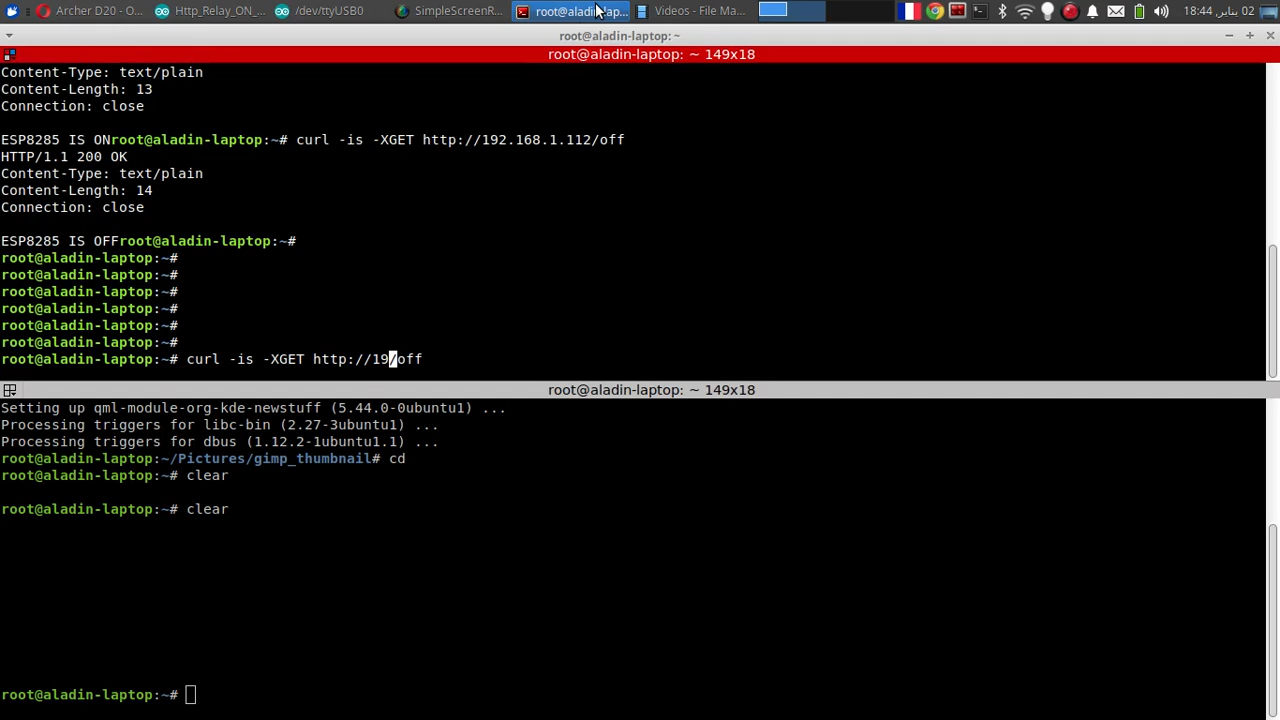 Archer D20 - O...
Http_Relay_ON_...
/dev/ttyUSB0
SimpleScreenR...
root@aladin-lap...
Videos - File Ma...
02 يناير, 18:44
root@aladin-laptop: ~
root@aladin-laptop: ~ 149x18
Content-Type: text/plain
Content-Length: 13
Connection: close
ESP8285 IS ONroot@aladin-laptop:~# curl -is -XGET http://192.168.1.112/off
HTTP/1.1 200 OK
Content-Type: text/plain
Content-Length: 14
Connection: close
ESP8285 IS OFFroot@aladin-laptop:~#
root@aladin-laptop:~#
root@aladin-laptop:~#
root@aladin-laptop:~#
root@aladin-laptop:~#
root@aladin-laptop:~#
root@aladin-laptop:~#
root@aladin-laptop:~# curl -is -XGET http://19/off
root@aladin-laptop: ~ 149x18
Setting up qml-module-org-kde-newstuff (5.44.0-0ubuntu1) ...
Processing triggers for libc-bin (2.27-3ubuntu1) ...
Processing triggers for dbus (1.12.2-1ubuntu1.1) ...
root@aladin-laptop:~/Pictures/gimp_thumbnail# cd
root@aladin-laptop:~# clear
root@aladin-laptop:~# clear
root@aladin-laptop:~#